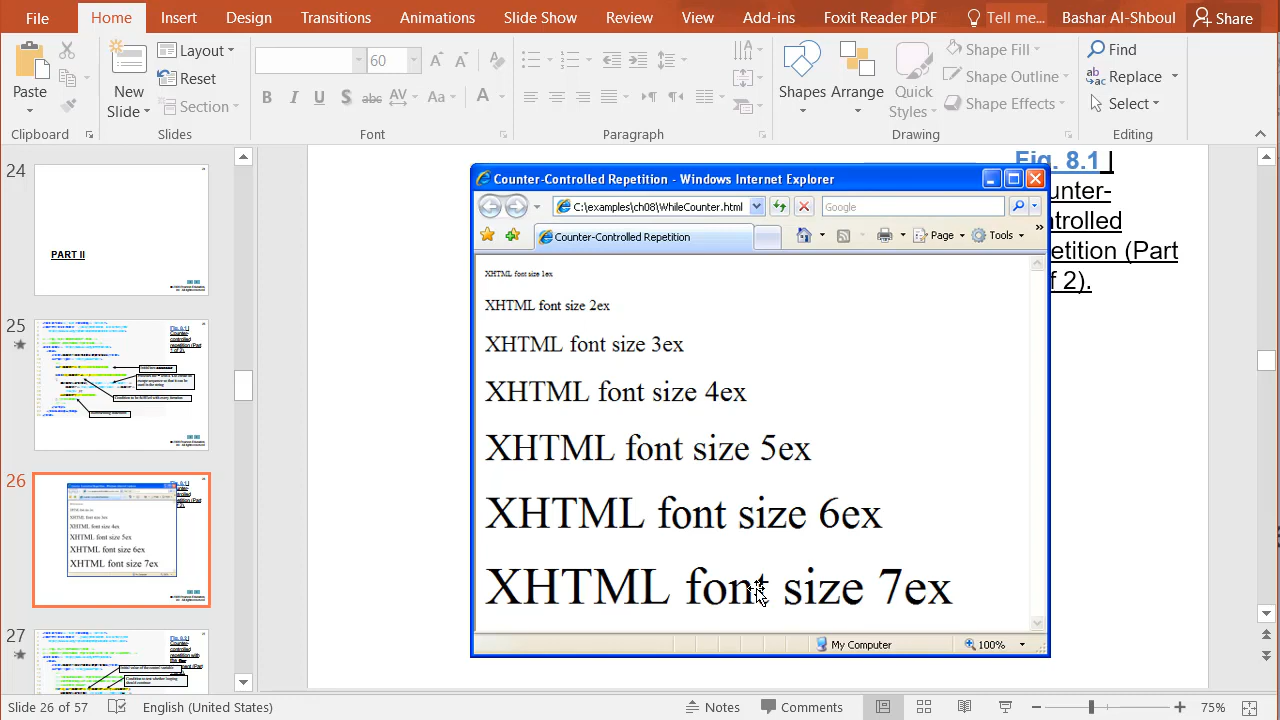 File Home Insert Design Transitions Animations Slide Show Review View Add-ins Foxit Reader PDF Tell me... Bashar Al-Shboul Share
Paste
Clipboard
New Slide
Layout
Reset
Section
Slides
60
B I U S abc AV Aa A
Font
Paragraph
Shapes
Arrange
Quick Styles
Shape Fill
Shape Outline
Shape Effects
Drawing
Find
Replace
Select
Editing
24
PART II
25
26
27
Fig. 8.1 |
Counter-Controlled Repetition - Windows Internet Explorer
C:\examples\ch08\WhileCounter.html
Google
Counter-Controlled Repetition
Page
Tools
XHTML font size 1ex
XHTML font size 2ex
XHTML font size 3ex
XHTML font size 4ex
XHTML font size 5ex
XHTML font size 6ex
XHTML font size 7ex
My Computer
100%
unter-
trolled
etition (Part
f 2).
Slide 26 of 57 English (United States) Notes Comments 75%